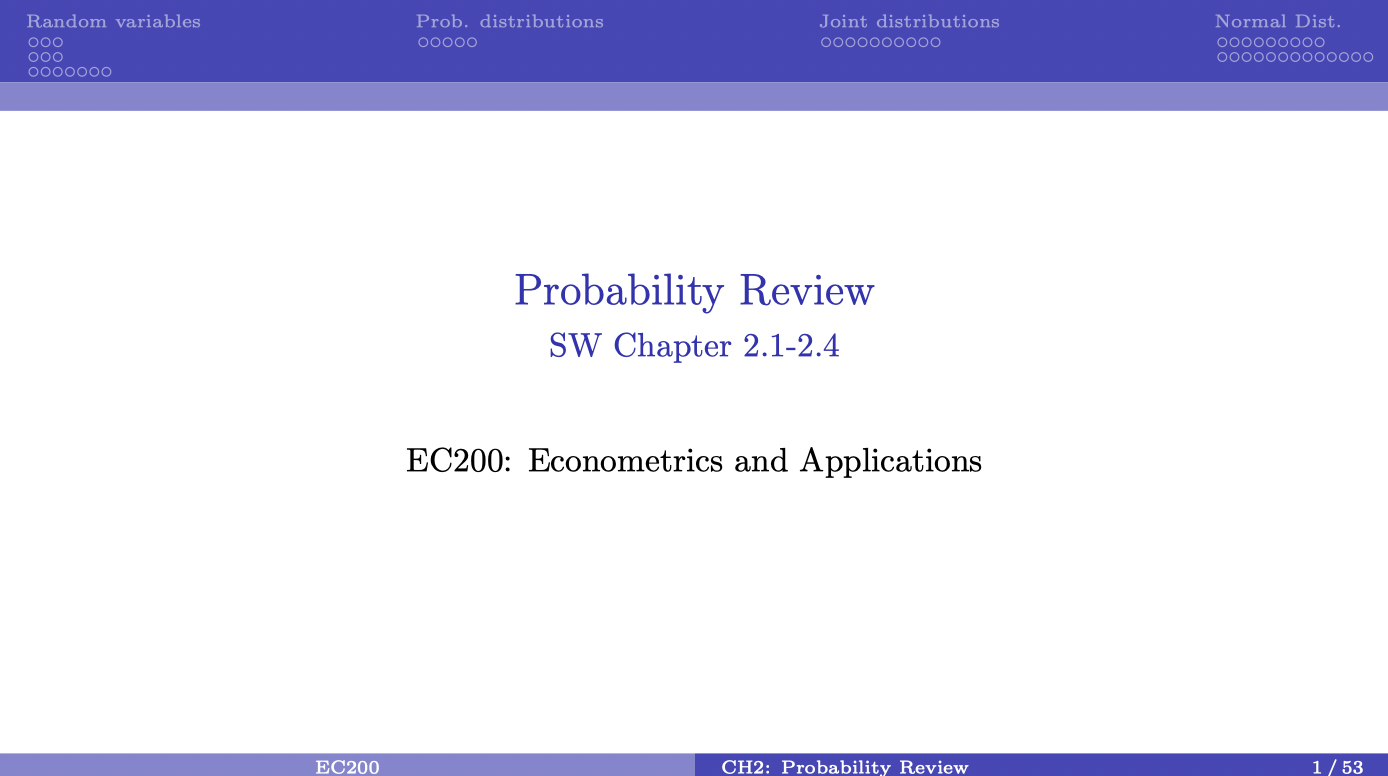 Random variables
Prob. distributions
Joint distributions
Normal Dist.
Probability Review
SW Chapter 2.1-2.4
EC200: Econometrics and Applications
EC200
CH2: Probability Review
1 / 53